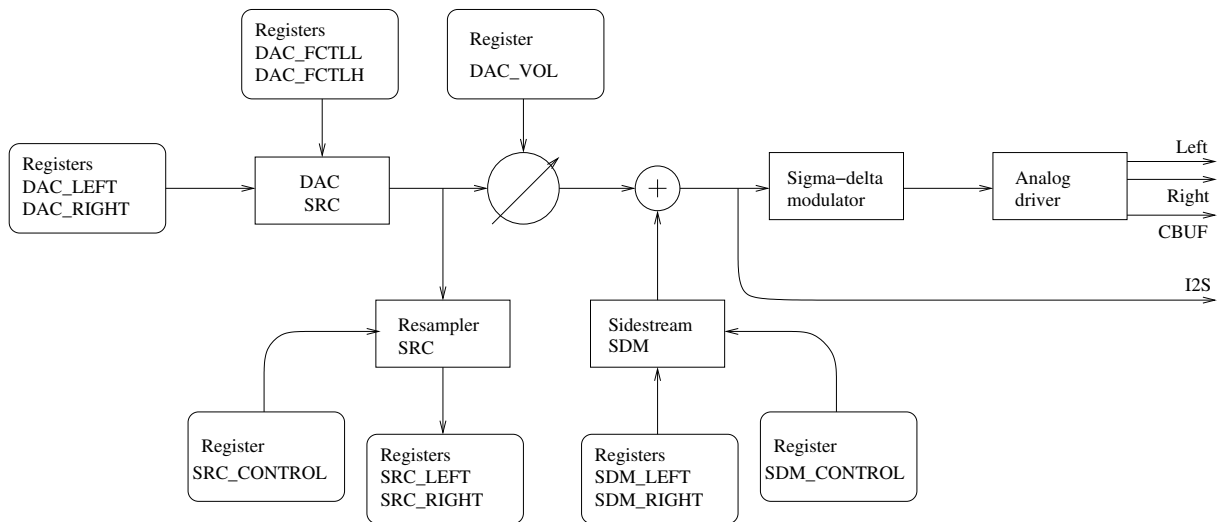 Registers
DAC_FCTLL
DAC_FCTLH
Register
DAC_VOL
Registers
DAC_LEFT
DAC_RIGHT
DAC
SRC
+
Sigma-delta
modulator
Analog
driver
Left
Right
CBUF
I2S
Resampler
SRC
Sidestream
SDM
Register
SRC_CONTROL
Registers
SRC_LEFT
SRC_RIGHT
Registers
SDM_LEFT
SDM_RIGHT
Register
SDM_CONTROL